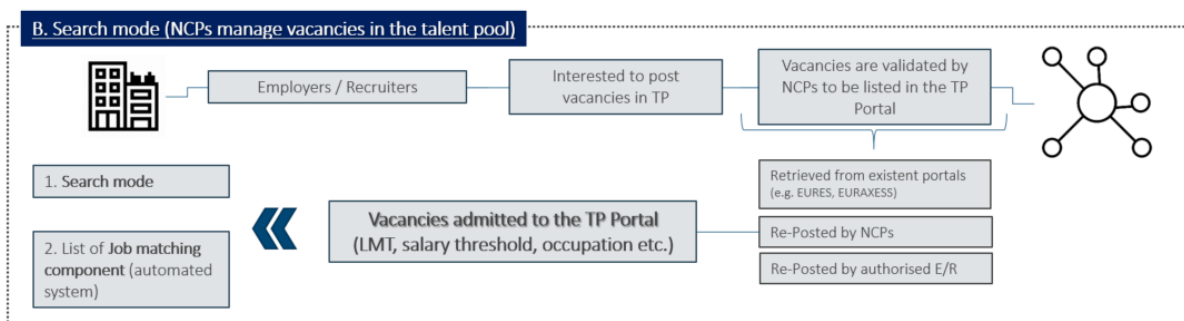 B. Search mode (NCPs manage vacancies in the talent pool)
Employers / Recruiters
Interested to post
vacancies in TP
Vacancies are validated by
NCPs to be listed in the TP
Portal
1. Search mode
2. List of Job matching
component (automated
system)
Vacancies admitted to the TP Portal
(LMT, salary threshold, occupation etc.)
Retrieved from existent portals
(e.g. EURES, EURAXESS)
Re-Posted by NCPs
Re-Posted by authorised E/R